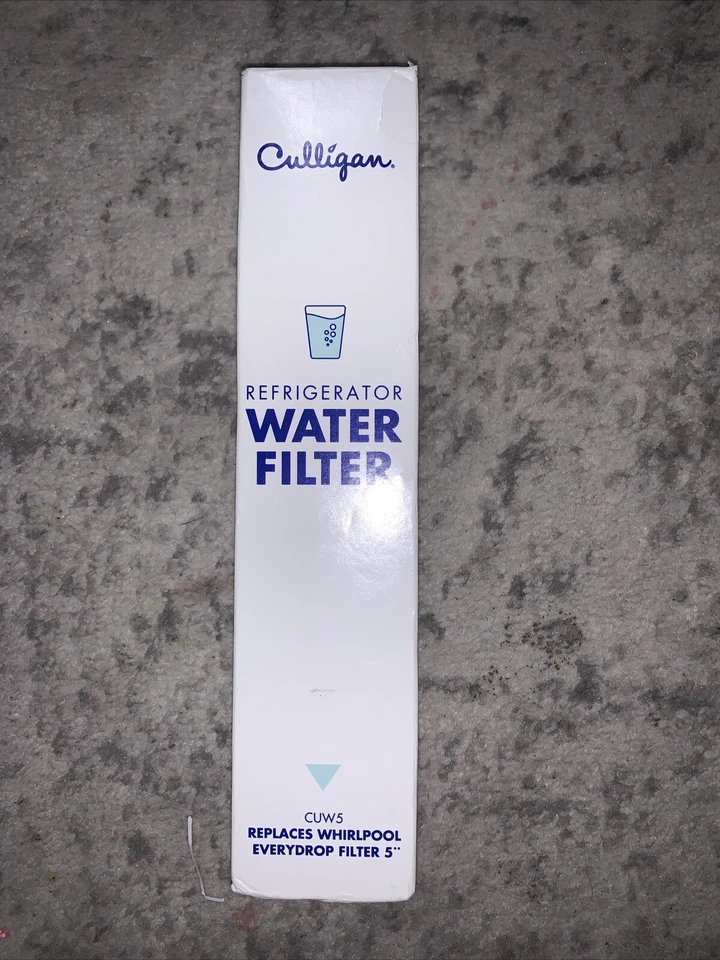 Culligan.
REFRIGERATOR
WATER
FILTER
CUW5
REPLACES WHIRLPOOL
EVERYDROP FILTER 5**